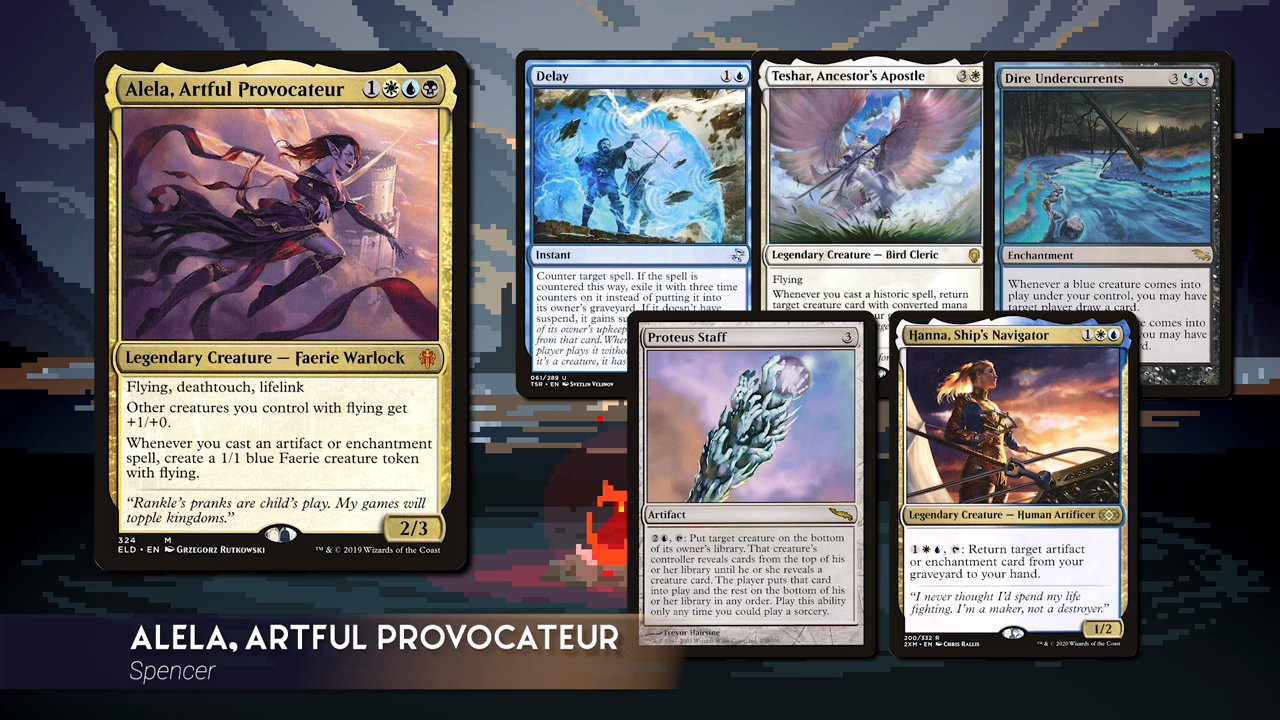 Alela, Artful Provocateur
1
Legendary Creature — Faerie Warlock
Flying, deathtouch, lifelink
Other creatures you control with flying get
+1/+0.
Whenever you cast an artifact or enchantment
spell, create a 1/1 blue Faerie creature token
with flying.
“Rankle’s pranks are child’s play. My games will
topple kingdoms.”
2/3
324 M
ELD • EN Grzegorz Rutkowski
™ & © 2019 Wizards of the Coast
Delay
1
Instant
Counter target spell. If the spell is
countered this way, exile it with three time
counters on it instead of putting it into
its owner’s graveyard. If it doesn’t have
suspend, it gains su
of its owner’s upkeep
from that card. When
player plays it witho
it’s a creature, it has
061/289 U
TSR • EN Svetlin Velinov
Teshar, Ancestor’s Apostle
3
Legendary Creature — Bird Cleric
Flying
Whenever you cast a historic spell, return
target creature card with converted mana
Dire Undercurrents
3
Enchantment
Whenever a blue creature comes into
play under your control, you may have
target player draw a card.
e comes into
you may have
d.
Proteus Staff
3
Artifact
2, : Put target creature on the bottom
of its owner’s library. That creature’s
controller reveals cards from the top of his
or her library until he or she reveals a
creature card. The player puts that card
into play and the rest on the bottom of his
or her library in any order. Play this ability
only any time you could play a sorcery.
Trevor Hairsine
Hanna, Ship’s Navigator
1
Legendary Creature — Human Artificer
1, : Return target artifact
or enchantment card from your
graveyard to your hand.
“I never thought I’d spend my life
fighting. I’m a maker, not a destroyer.”
1/2
200/332 R
2XM • EN Chris Rallis
™ & © 2020 Wizards of the Coast
ALELA, ARTFUL PROVOCATEUR
Spencer